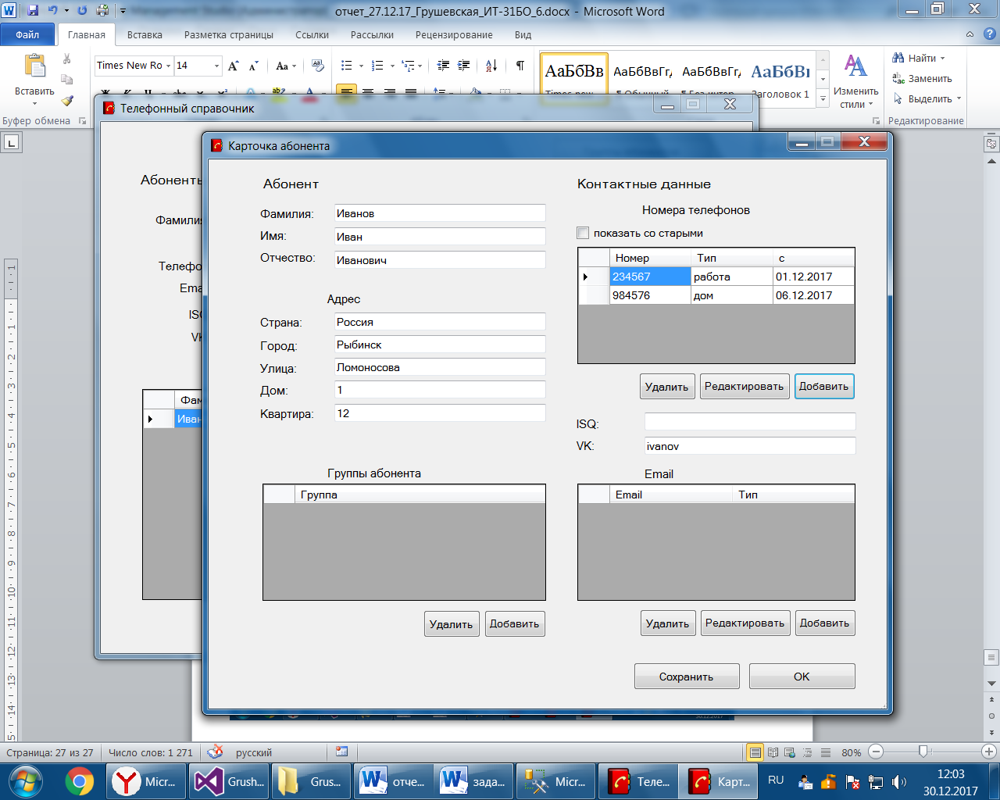 отчет_27.12.17_Грушевская_ИТ-31БО_6.docx - Microsoft Word
Файл Главная Вставка Разметка страницы Ссылки Рассылки Рецензирование Вид
Вставить
Буфер обмена
Times New Ro 14
АаБбВв АаБбВвГг, АаБбВвГг, АаБбВ
Заголовок 1
Изменить стили
Найти
Заменить
Выделить
Редактирование
Телефонный справочник
Абоненты
Фамилия
Телефо
Ema
IS
VK
Фам
Иван
Карточка абонента
Абонент
Фамилия: Иванов
Имя: Иван
Отчество: Иванович
Адрес
Страна: Россия
Город: Рыбинск
Улица: Ломоносова
Дом: 1
Квартира: 12
Группы абонента
Группа
Удалить Добавить
Контактные данные
Номера телефонов
показать со старыми
Номер Тип с
234567 работа 01.12.2017
984576 дом 06.12.2017
Удалить Редактировать Добавить
ISQ:
VK: ivanov
Email
Email Тип
Удалить Редактировать Добавить
Сохранить OK
Страница: 27 из 27 Число слов: 1 271 русский 80%
Micr... Grush... Grus... отче... зада... Micr... Теле... Карт... RU 12:03
30.12.2017